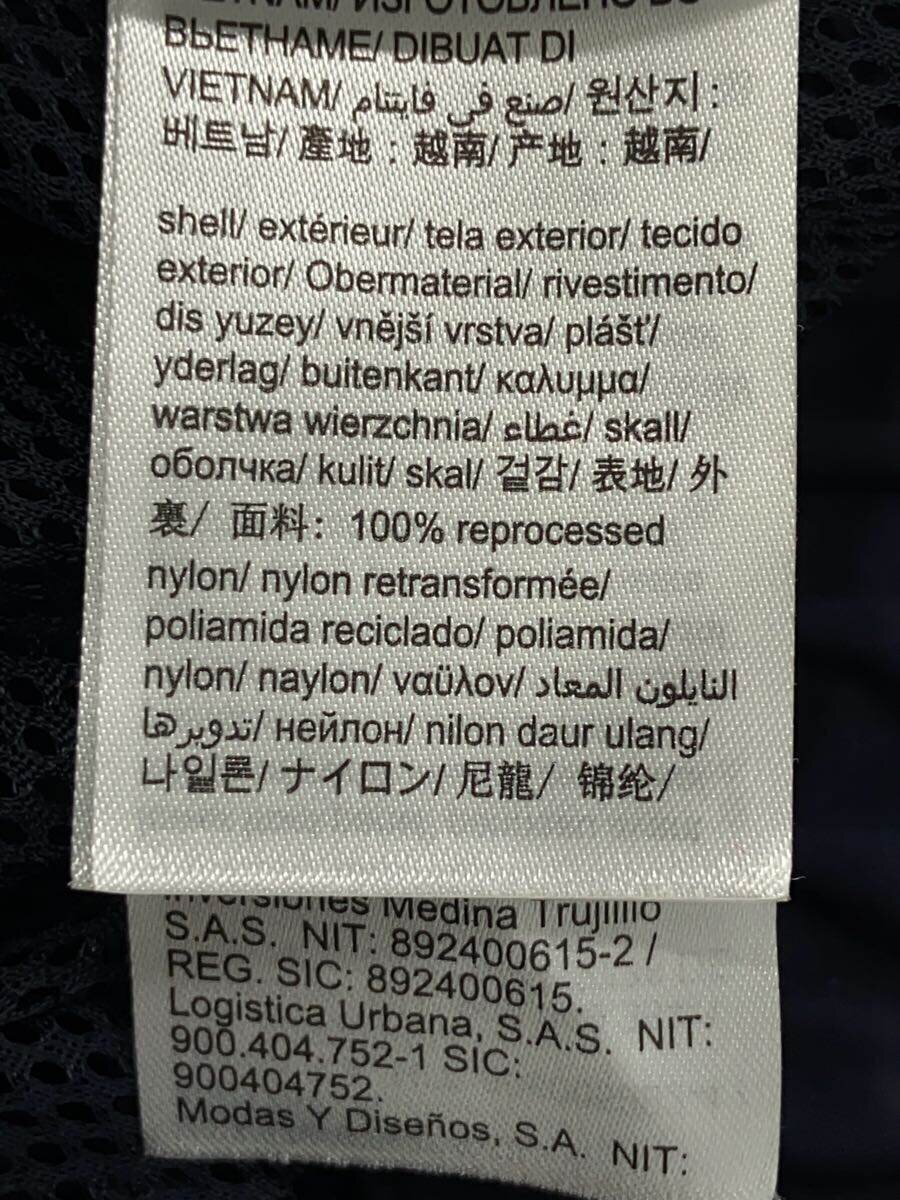 VIETNAM/ ИЗГОТОВЛЕНО ВО
ВЬЕТНАМЕ/ DIBUAT DI
VIETNAM/ صنع في فايتنام/ 원산지 :
베트남/ 產地 : 越南/ 产地 : 越南/
shell/ extérieur/ tela exterior/ tecido
exterior/ Obermaterial/ rivestimento/
dis yuzey/ vnější vrstva/ plášť/
yderlag/ buitenkant/ καλυμμα/
warstwa wierzchnia/ غطاء/ skall/
оболчка/ kulit/ skal/ 겉감/ 表地/ 外
裏/ 面料: 100% reprocessed
nylon/ nylon retransformée/
poliamida reciclado/ poliamida/
nylon/ naylon/ ναϋλον/ النايلون المعاد
تدويرها/ нейлон/ nilon daur ulang/
나일론/ ナイロン/ 尼龍/ 锦纶/
Inversiones Medina Trujillo
S.A.S. NIT: 892400615-2 /
REG. SIC: 892400615.
Logistica Urbana, S.A.S. NIT:
900.404.752-1 SIC:
900404752.
Modas Y Diseños, S.A. NIT: